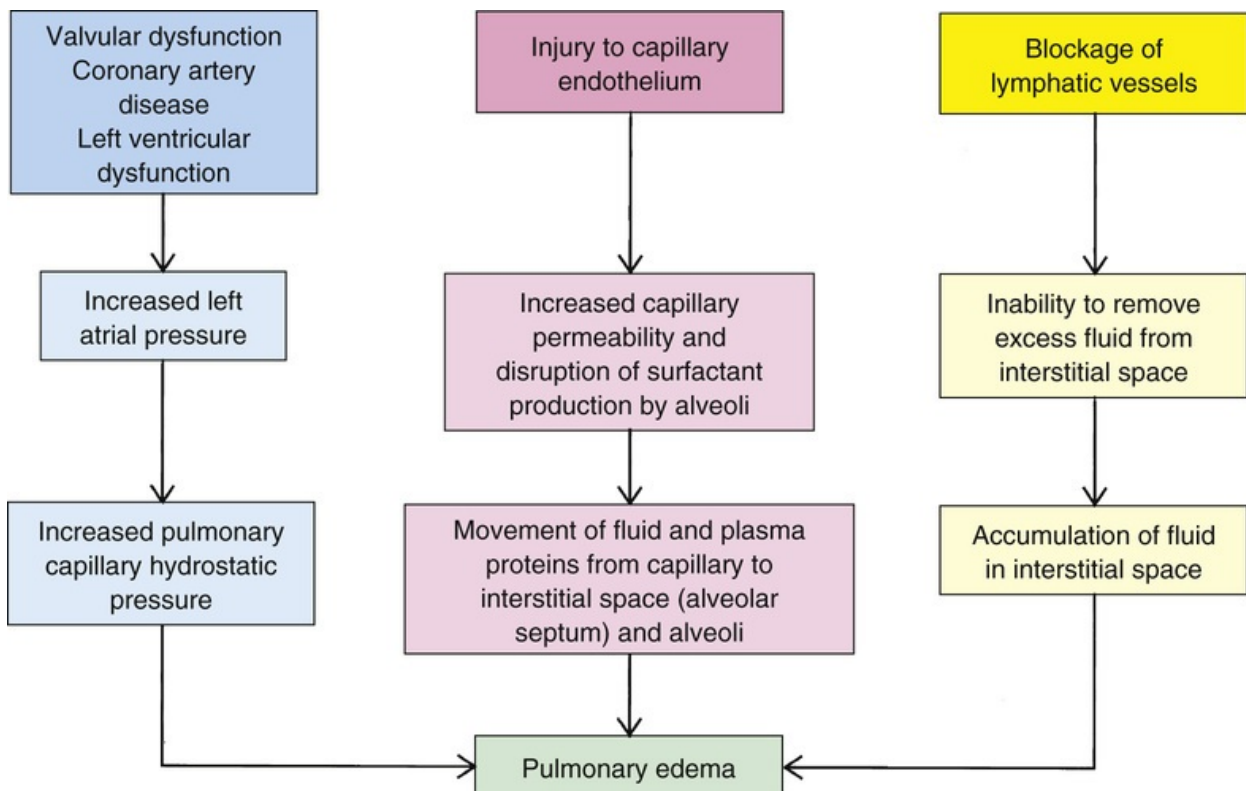 Valvular dysfunction
Coronary artery
disease
Left ventricular
dysfunction
Injury to capillary
endothelium
Blockage of
lymphatic vessels
Increased left
atrial pressure
Increased capillary
permeability and
disruption of surfactant
production by alveoli
Inability to remove
excess fluid from
interstitial space
Increased pulmonary
capillary hydrostatic
pressure
Movement of fluid and plasma
proteins from capillary to
interstitial space (alveolar
septum) and alveoli
Accumulation of fluid
in interstitial space
Pulmonary edema